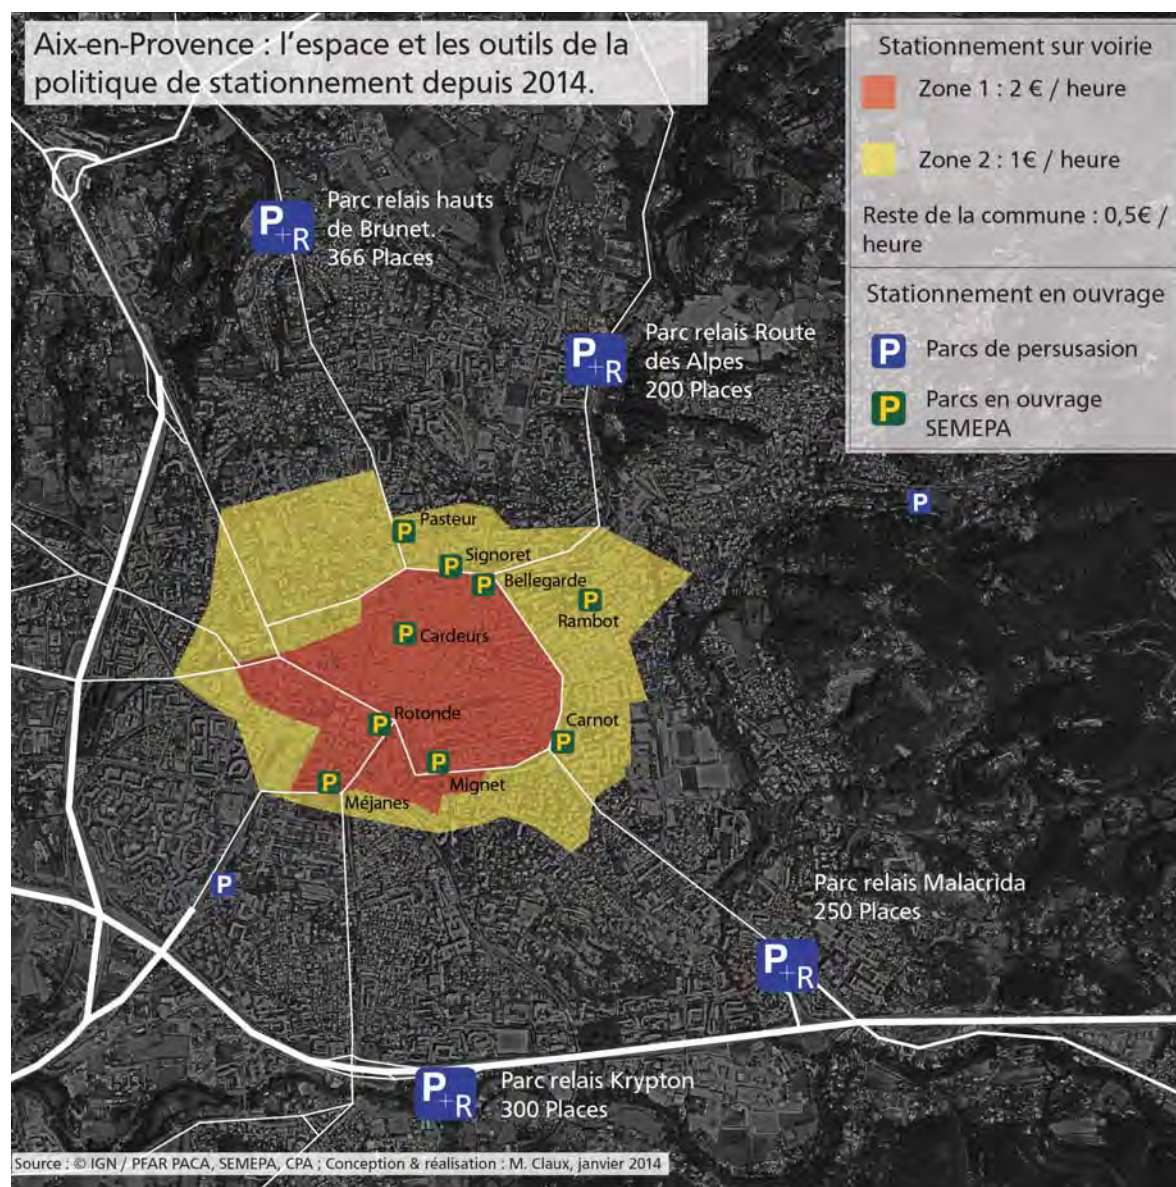 Aix-en-Provence : l'espace et les outils de la
politique de stationnement depuis 2014.
Stationnement sur voirie
Zone 1 : 2 € / heure
Zone 2 : 1€ / heure
Reste de la commune : 0,5€ /
heure
Stationnement en ouvrage
P Parcs de persusasion
P Parcs en ouvrage
SEMEPA
P+R
Parc relais hauts
de Brunet.
366 Places
P+R
Parc relais Route
des Alpes
200 Places
P
P Pasteur
P Signoret
P Bellegarde
P Rambot
P Cardeurs
P Rotonde
P Carnot
P Mignet
P Méjanes
P
Parc relais Malacrida
250 Places
P+R
P+R
Parc relais Krypton
300 Places
Source : © IGN / PFAR PACA, SEMEPA, CPA ; Conception & réalisation : M. Claux, janvier 2014